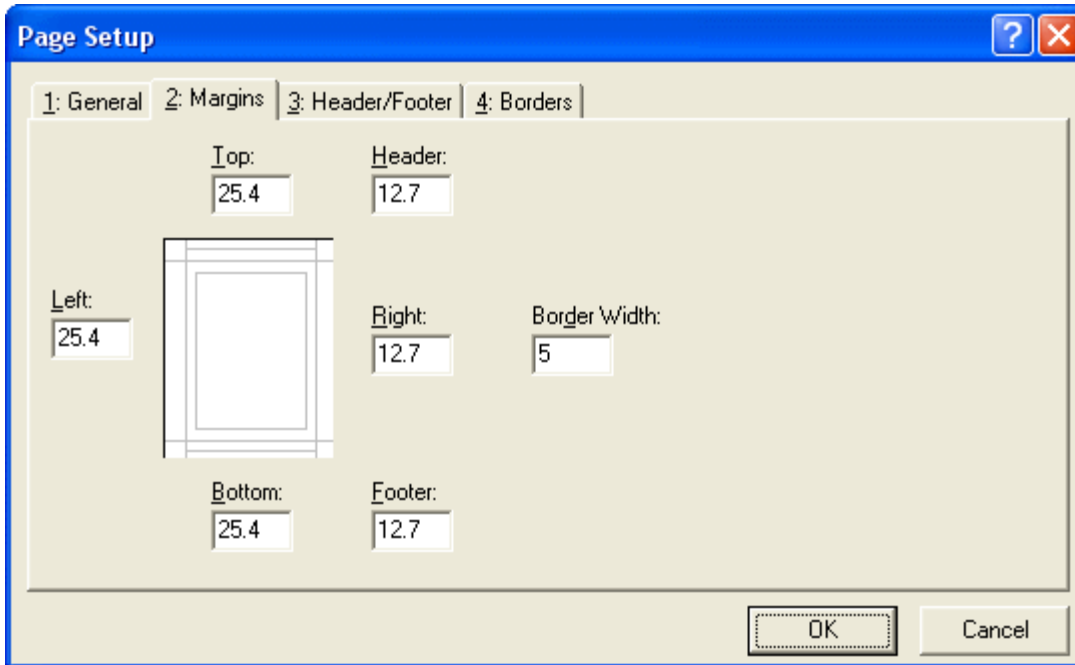 Page Setup
1: General 2: Margins 3: Header/Footer 4: Borders
Top: Header:
25.4 12.7
Left:
25.4
Right: Border Width:
12.7 5
Bottom: Footer:
25.4 12.7
OK Cancel